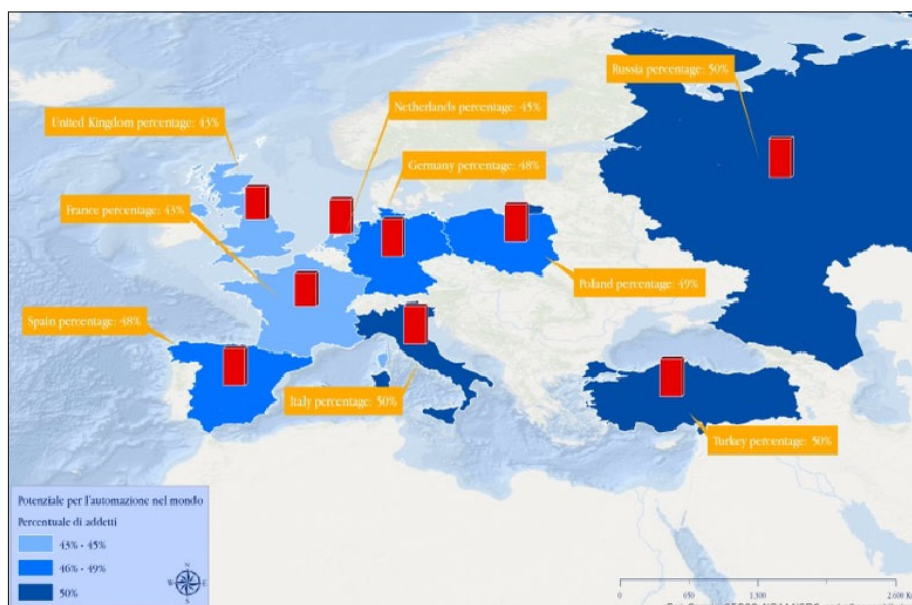 Russia percentage: 50%
Netherlands percentage: 45%
United Kingdom percentage: 43%
Germany percentage: 48%
France percentage: 43%
Polland percentage: 49%
Spain percentage: 48%
Italy percentage: 50%
Turkey percentage: 50%
Potenziale per l'automazione nel mondo
Percentuale di addetti
43% - 45%
46% - 49%
50%
N
W E
S
0 650 1.300 2.600